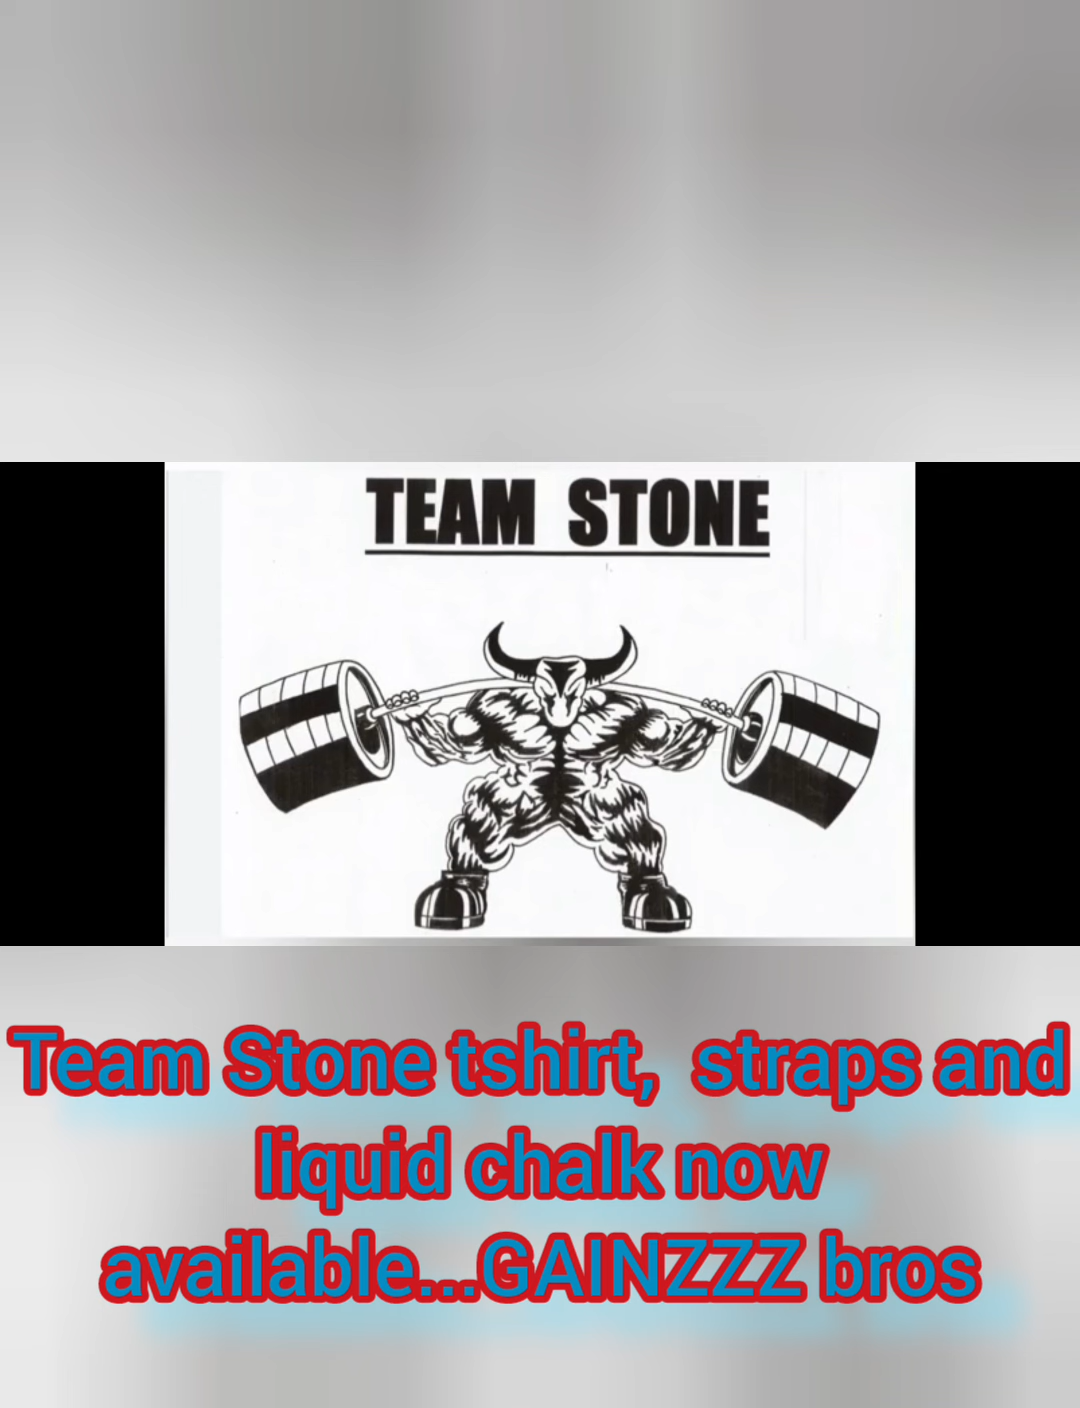 TEAM STONE
Team Stone tshirt,  straps and
liquid chalk now
available...GAINZZZ bros